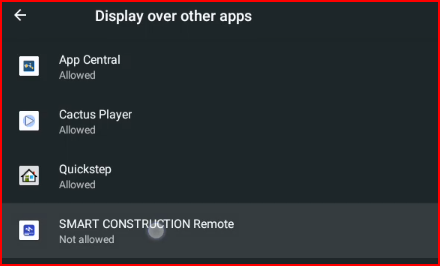 Display over other apps
App Central
Allowed
Cactus Player
Allowed
Quickstep
Allowed
SMART CONSTRUCTION Remote
Not allowed